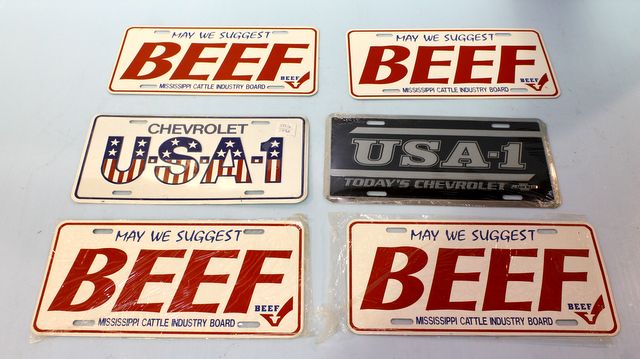 MAY WE SUGGEST
BEEF
BEEF
MISSISSIPPI CATTLE INDUSTRY BOARD
MAY WE SUGGEST
BEEF
BEEF
MISSISSIPPI CATTLE INDUSTRY BOARD
CHEVROLET
U·S·A·1
USA-1
TODAY'S CHEVROLET
MAY WE SUGGEST
BEEF
BEEF
MISSISSIPPI CATTLE INDUSTRY BOARD
MAY WE SUGGEST
BEEF
BEEF
MISSISSIPPI CATTLE INDUSTRY BOARD